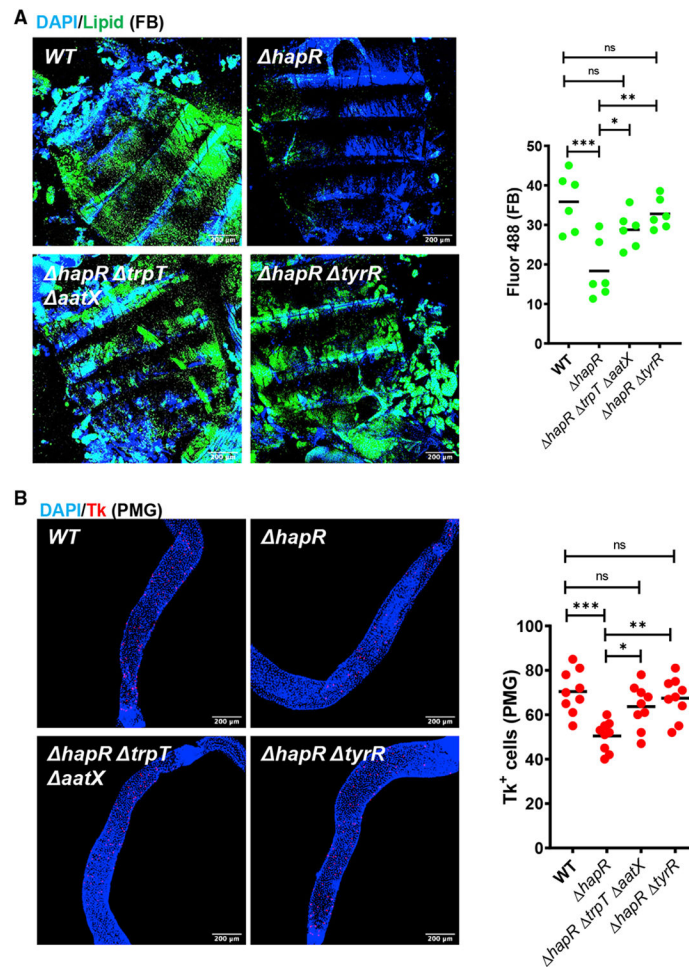 A DAPI/Lipid (FB)
WT
ΔhapR
200 µm
200 µm
ΔhapR ΔtrpT
ΔaatX
ΔhapR ΔtyrR
200 µm
200 µm
ns
ns
**
*
***
50
40
30
20
10
0
Fluor 488 (FB)
WT
ΔhapR
ΔhapR ΔtrpT ΔaatX
ΔhapR ΔtyrR
B DAPI/Tk (PMG)
WT
ΔhapR
200 µm
200 µm
ΔhapR ΔtrpT
ΔaatX
ΔhapR ΔtyrR
200 µm
200 µm
ns
ns
***
**
*
100
80
60
40
20
0
Tk⁺ cells (PMG)
WT
ΔhapR
ΔhapR ΔtrpT ΔaatX
ΔhapR ΔtyrR